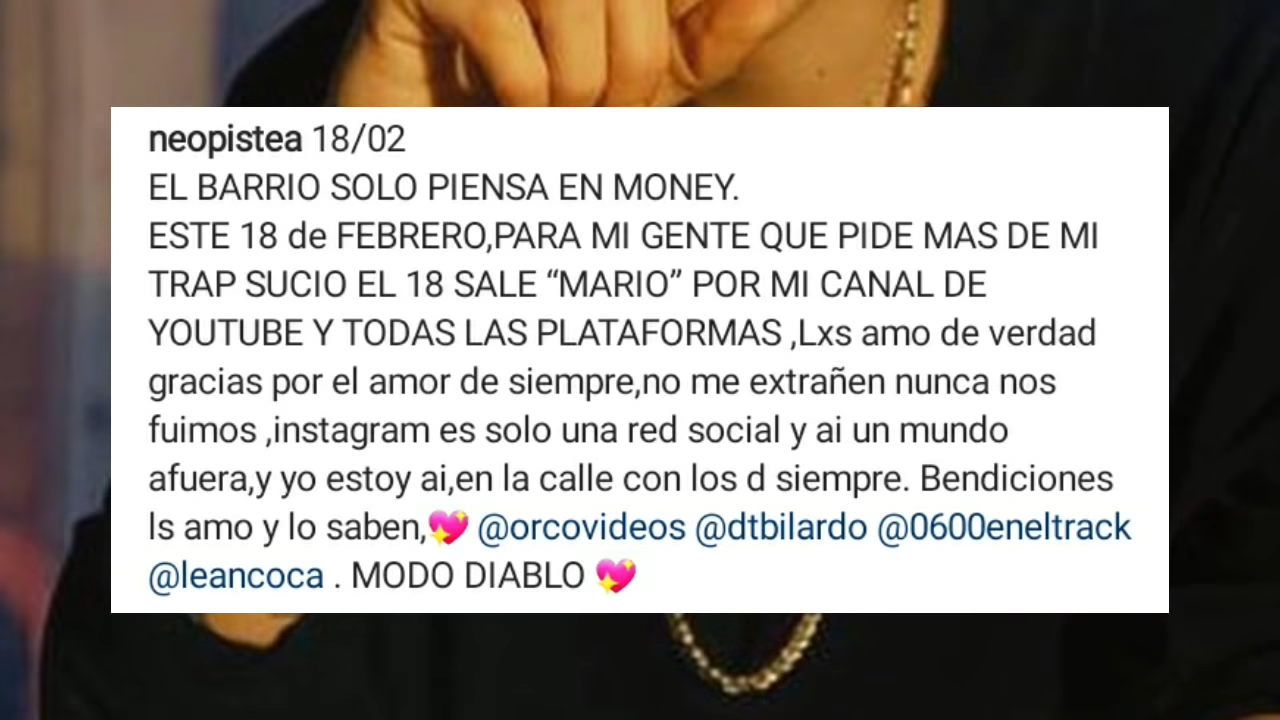 neopistea 18/02
EL BARRIO SOLO PIENSA EN MONEY.
ESTE 18 de FEBRERO,PARA MI GENTE QUE PIDE MAS DE MI
TRAP SUCIO EL 18 SALE “MARIO” POR MI CANAL DE
YOUTUBE Y TODAS LAS PLATAFORMAS ,Lxs amo de verdad
gracias por el amor de siempre,no me extrañen nunca nos
fuimos ,instagram es solo una red social y ai un mundo
afuera,y yo estoy ai,en la calle con los d siempre. Bendiciones
ls amo y lo saben,💖 @orcovideos @dtbilardo @0600eneltrack
@leancoca . MODO DIABLO 💖